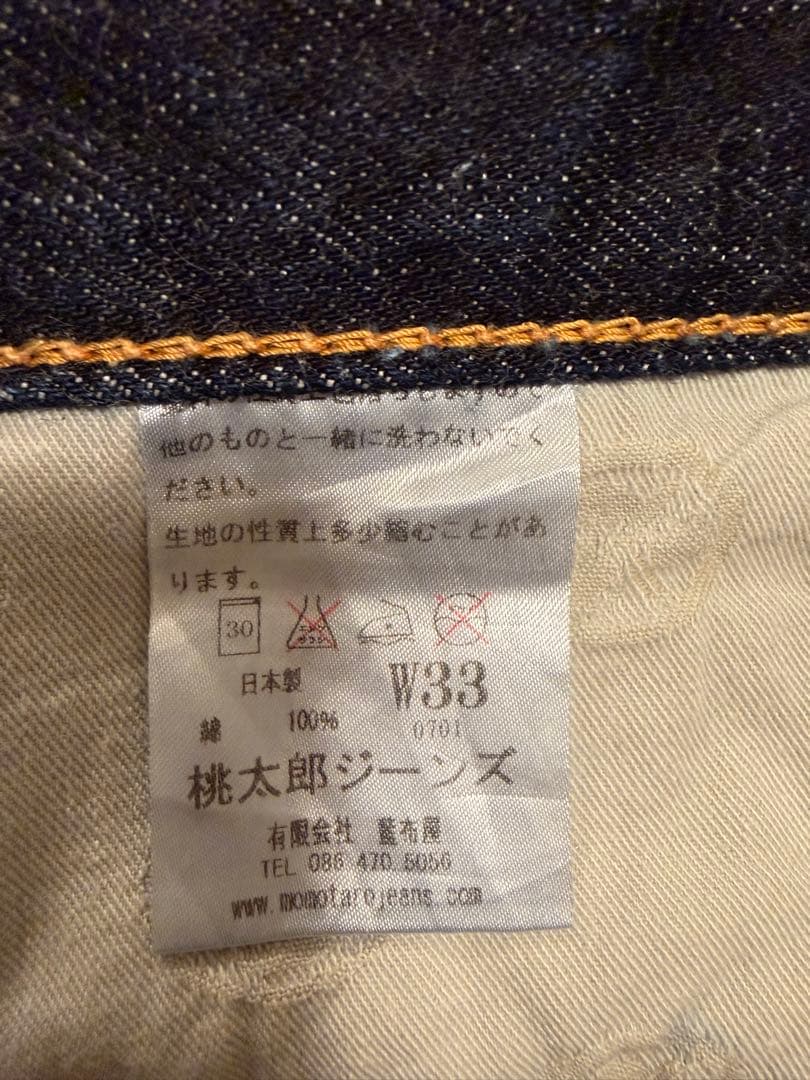 他のものと一緒に洗わないでく
ださい。
生地の性質上多少縮むことがあ
ります。
30
日本製
W33
綿 100%
0701
桃太郎ジーンズ
有限会社 藍布屋
TEL 086 470 5056
www.momotarojeans.com